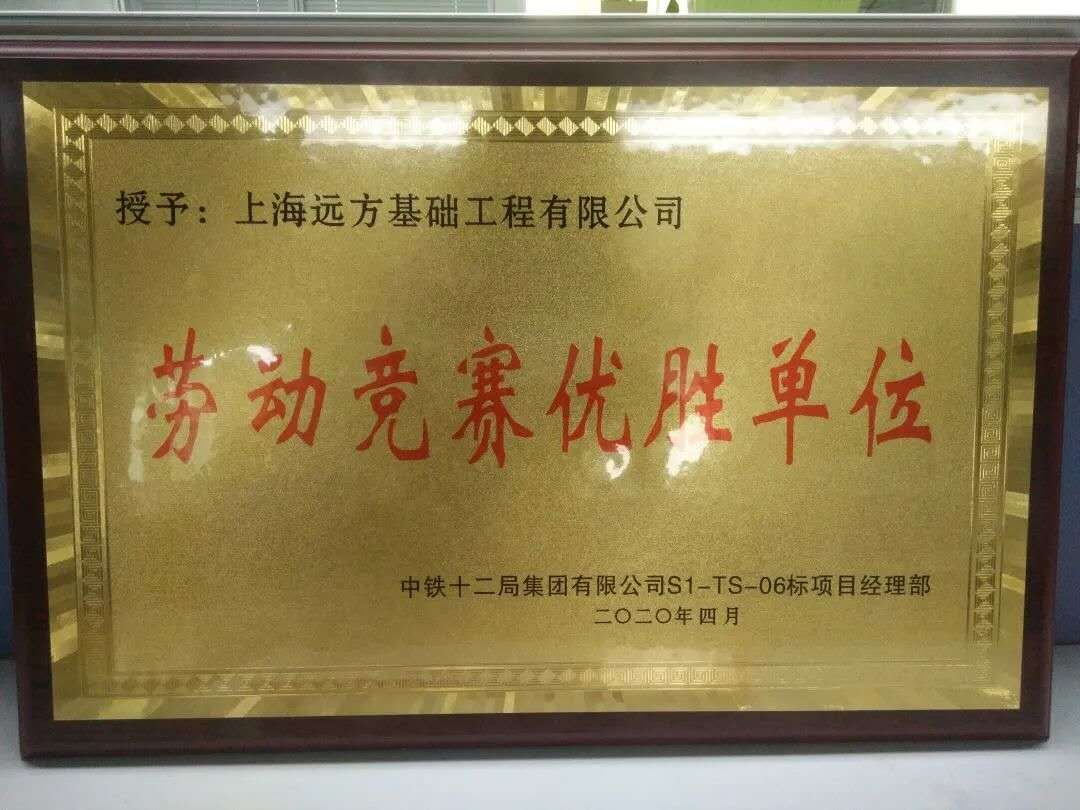 授予：上海远方基础工程有限公司
劳动竞赛优胜单位
中铁十二局集团有限公司S1-TS-06标项目经理部
二〇二〇年四月